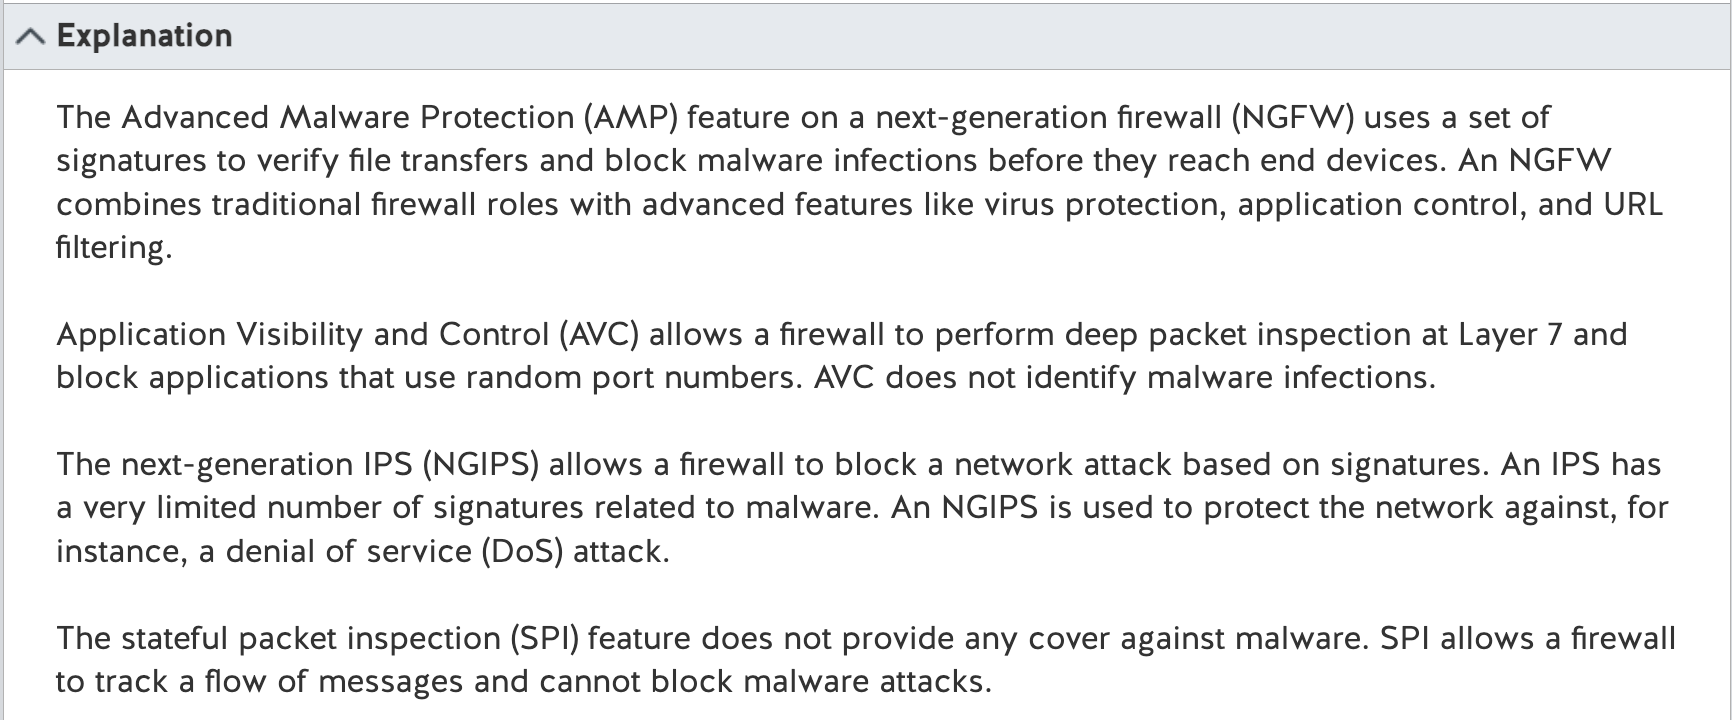 Explanation
The Advanced Malware Protection (AMP) feature on a next-generation firewall (NGFW) uses a set of
signatures to verify file transfers and block malware infections before they reach end devices. An NGFW
combines traditional firewall roles with advanced features like virus protection, application control, and URL
filtering.
Application Visibility and Control (AVC) allows a firewall to perform deep packet inspection at Layer 7 and
block applications that use random port numbers. AVC does not identify malware infections.
The next-generation IPS (NGIPS) allows a firewall to block a network attack based on signatures. An IPS has
a very limited number of signatures related to malware. An NGIPS is used to protect the network against, for
instance, a denial of service (DoS) attack.
The stateful packet inspection (SPI) feature does not provide any cover against malware. SPI allows a firewall
to track a flow of messages and cannot block malware attacks.